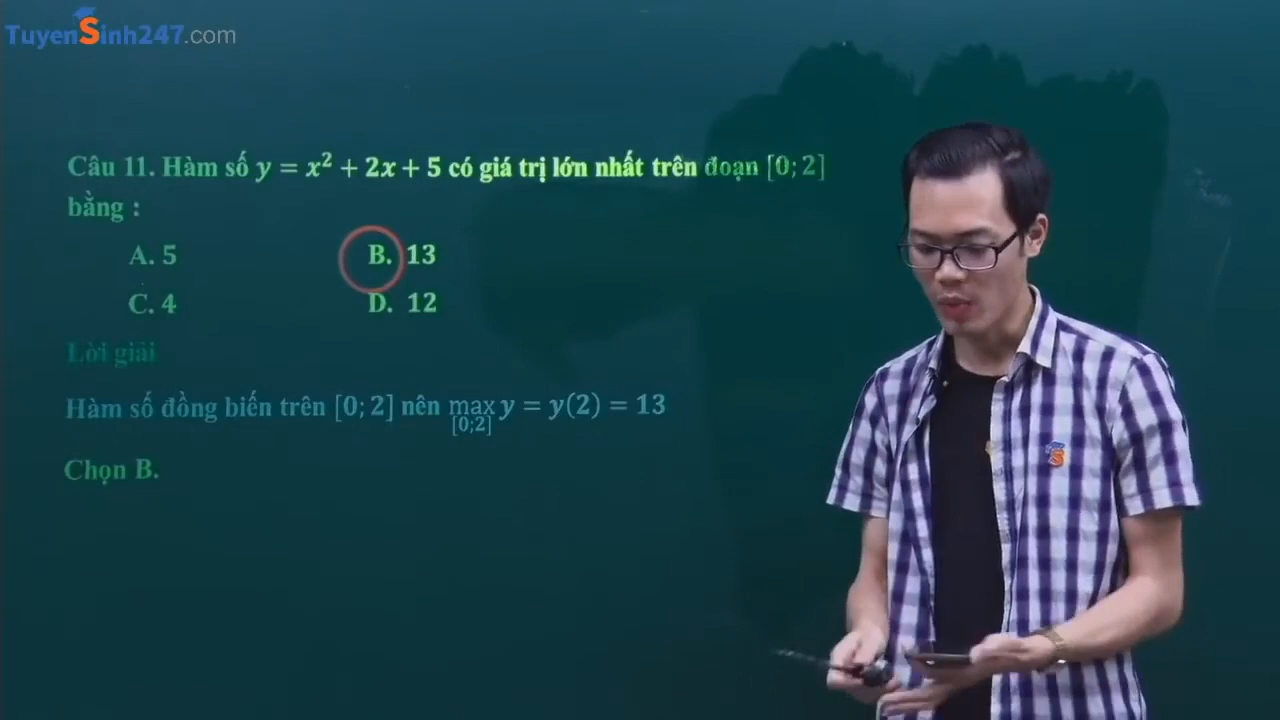 TuyenSinh247.com
Câu 11. Hàm số y = x² + 2x + 5 có giá trị lớn nhất trên đoạn [0; 2]
bằng :
A. 5 B. 13
C. 4 D. 12
Lời giải
Hàm số đồng biến trên [0; 2] nên max y = y(2) = 13
[0;2]
Chọn B.